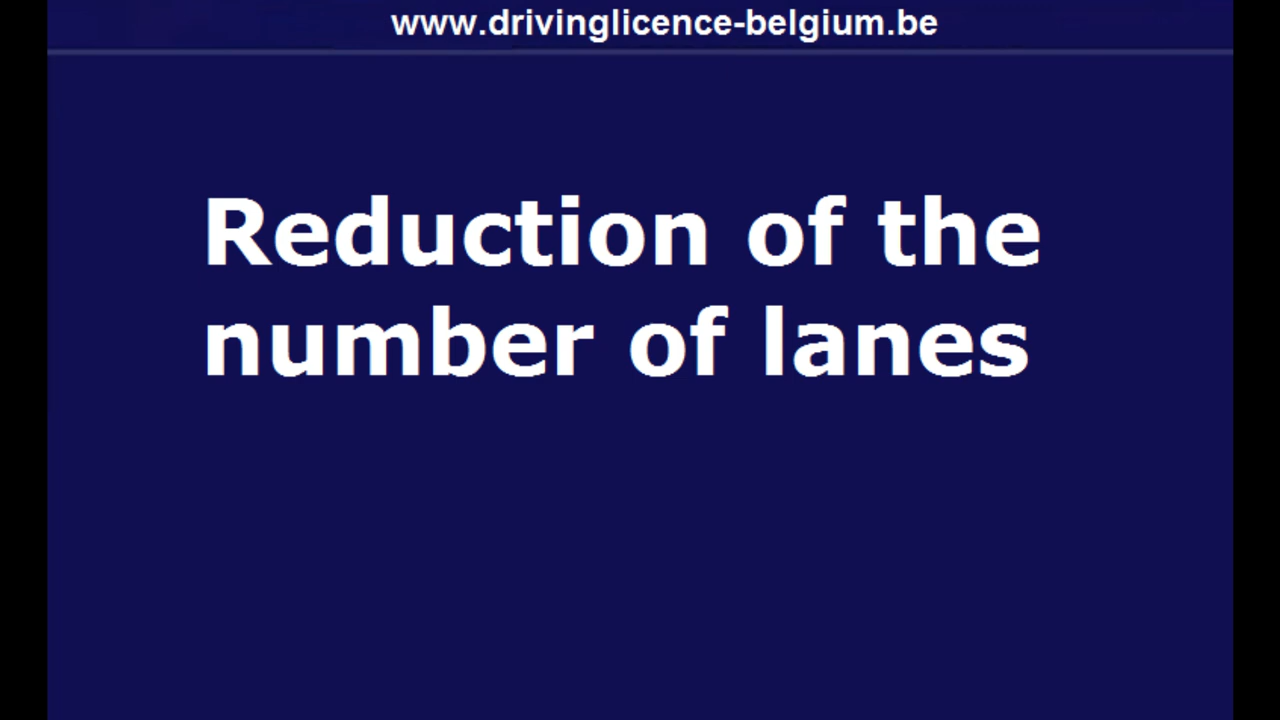 www.drivinglicence-belgium.be
Reduction of the
number of lanes